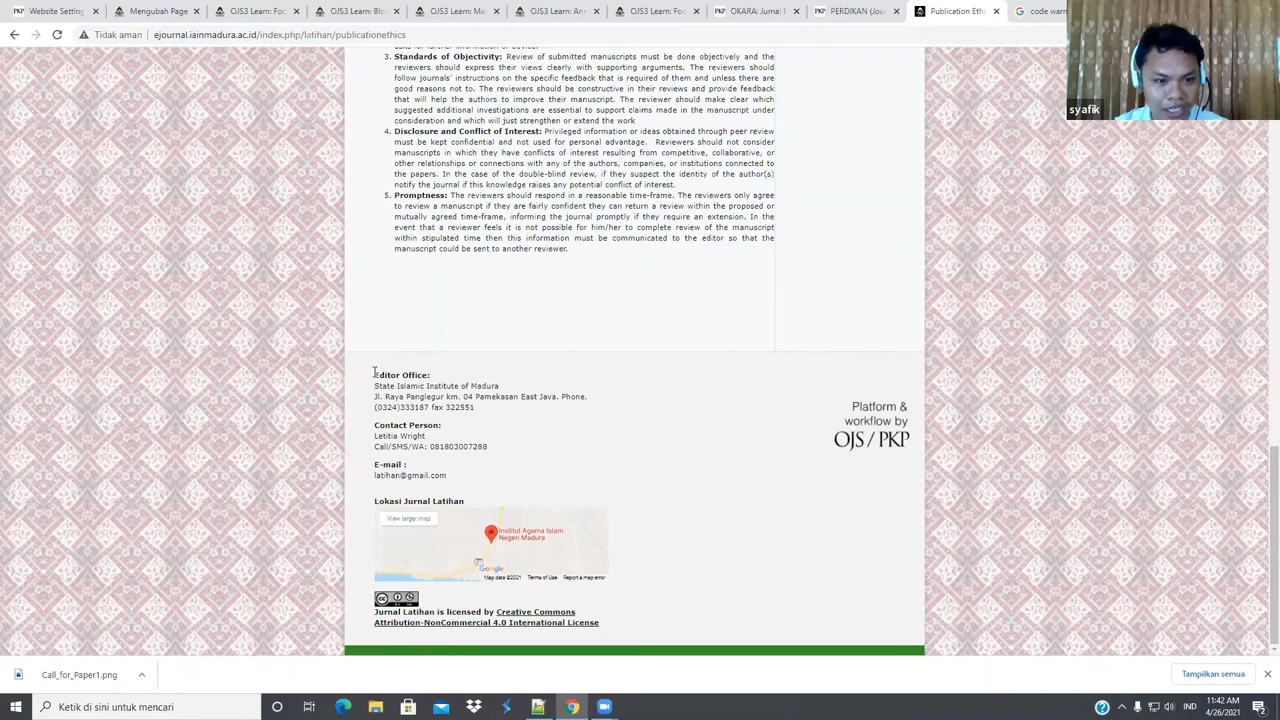 Website Setting
Mengubah Page
OJS3 Learn: Foc
OJS3 Learn: Blo
OJS3 Learn: Ma
OJS3 Learn: Ann
OJS3 Learn: Foo
OKARA: Jurnal B
PERDIKAN (Jou
Publication Ethi
code warn
Tidak aman
ejournal.iainmadura.ac.id/index.php/latihan/publicationethics
syafik
3. Standards of Objectivity: Review of submitted manuscripts must be done objectively and the
reviewers should express their views clearly with supporting arguments. The reviewers should
follow journals' instructions on the specific feedback that is required of them and unless there are
good reasons not to. The reviewers should be constructive in their reviews and provide feedback
that will help the authors to improve their manuscript. The reviewer should make clear which
suggested additional investigations are essential to support claims made in the manuscript under
consideration and which will just strengthen or extend the work
4. Disclosure and Conflict of Interest: Privileged information or ideas obtained through peer review
must be kept confidential and not used for personal advantage. Reviewers should not consider
manuscripts in which they have conflicts of interest resulting from competitive, collaborative, or
other relationships or connections with any of the authors, companies, or institutions connected to
the papers. In the case of the double-blind review, if they suspect the identity of the author(s)
notify the journal if this knowledge raises any potential conflict of interest.
5. Promptness: The reviewers should respond in a reasonable time-frame. The reviewers only agree
to review a manuscript if they are fairly confident they can return a review within the proposed or
mutually agreed time-frame, informing the journal promptly if they require an extension. In the
event that a reviewer feels it is not possible for him/her to complete review of the manuscript
within stipulated time then this information must be communicated to the editor so that the
manuscript could be sent to another reviewer.
Editor Office:
State Islamic Institute of Madura
Jl. Raya Panglegur km. 04 Pamekasan East Java. Phone.
(0324)333187 fax 322551
Contact Person:
Letitia Wright
Call/SMS/WA: 081803007288
E-mail :
latihan@gmail.com
Platform &
workflow by
OJS / PKP
Lokasi Jurnal Latihan
View larger map
Institut Agama Islam
Negeri Madura
Google
Map data ©2021 Terms of Use Report a map error
Jurnal Latihan is licensed by Creative Commons
Attribution-NonCommercial 4.0 International License
Call_for_Paper1.png
Tampilkan semua
Ketik di sini untuk mencari
IND
11:42 AM
4/26/2021
2